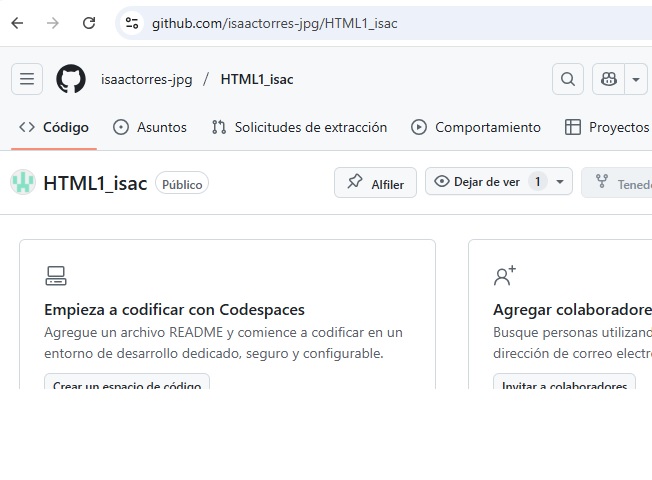 github.com/isaactorres-jpg/HTML1_isac
isaactorres-jpg / HTML1_isac
Código Asuntos Solicitudes de extracción Comportamiento Proyectos
HTML1_isac Público Alfiler Dejar de ver 1
Empieza a codificar con Codespaces
Agregue un archivo README y comience a codificar en un
entorno de desarrollo dedicado, seguro y configurable.
Crear un espacio de código
Agregar colaboradore
Busque personas utilizand
dirección de correo electr
Invitar a colaboradores